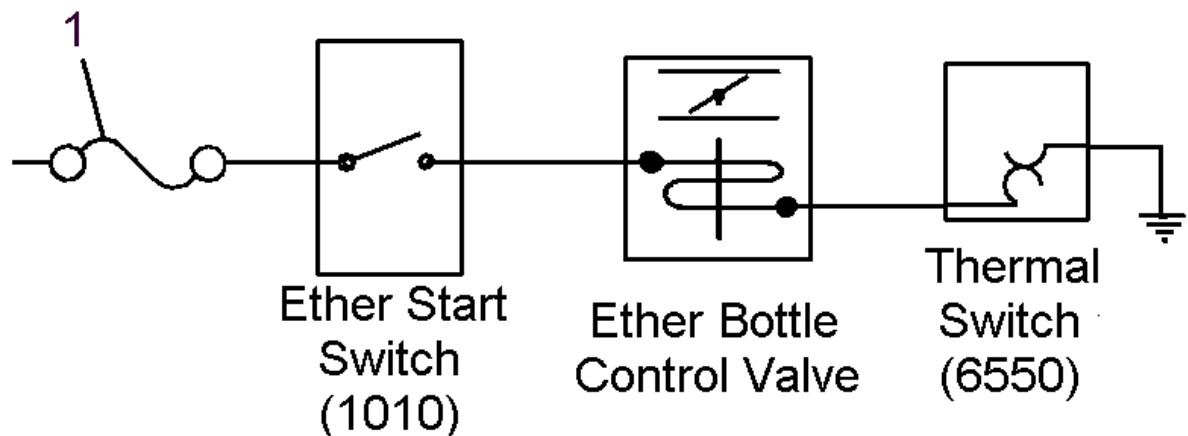 1
Ether Start
Switch
(1010)
Ether Bottle
Control Valve
Thermal
Switch
(6550)